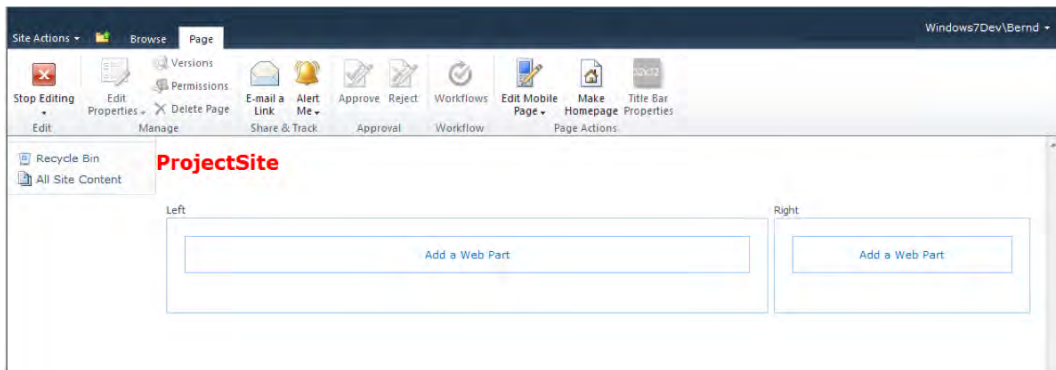 Windows7Dev\Bernd
Site Actions Browse Page
Stop Editing
Edit
Edit Properties
Versions
Permissions
Delete Page
Manage
E-mail a Link
Alert Me
Share & Track
Approve
Reject
Approval
Workflows
Workflow
Edit Mobile Page
Make Homepage
Title Bar Properties
Page Actions
Recycle Bin
All Site Content
ProjectSite
Left
Add a Web Part
Right
Add a Web Part